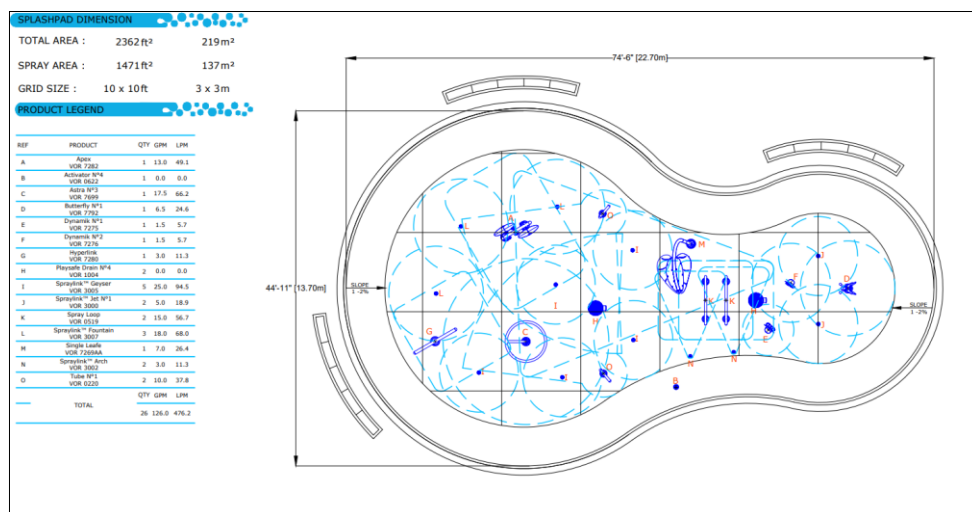 SPLASHPAD DIMENSION
TOTAL AREA : 2362ft² 219m²
SPRAY AREA : 1471ft² 137m²
GRID SIZE : 10 x 10ft 3 x 3m
PRODUCT LEGEND
REF PRODUCT QTY GPM LPM
A Apex VOR 7282 1 13.0 49.1
B Activator N°4 VOR 0622 1 0.0 0.0
C Astra N°3 VOR 7699 1 17.5 66.2
D Butterfly N°1 VOR 7792 1 6.5 24.6
E Dynamik N°1 VOR 7275 1 1.5 5.7
F Dynamik N°2 VOR 7276 1 1.5 5.7
G Hyperlink VOR 7280 1 3.0 11.3
H Playsafe Drain N°4 VOR 1004 2 0.0 0.0
I Spraylink™ Geyser VOR 3005 5 25.0 94.5
J Spraylink™ Jet N°1 VOR 3000 2 5.0 18.9
K Spray Loop VOR 0519 2 15.0 56.7
L Spraylink™ Fountain VOR 3007 3 18.0 68.0
M Single Leafe VOR 7269AA 1 7.0 26.4
N Spraylink™ Arch VOR 3002 2 3.0 11.3
O Tube N°1 VOR 0220 2 10.0 37.8
TOTAL QTY GPM LPM
26 126.0 476.2
74'-6" [22.70m]
44'-11" [13.70m]
SLOPE
1 -2%
SLOPE
1 -2%
A
L
O
L
I
M
L
I
H
K
K
H
F
J
D
J
E
G
C
I
N
N
I
J
O
B